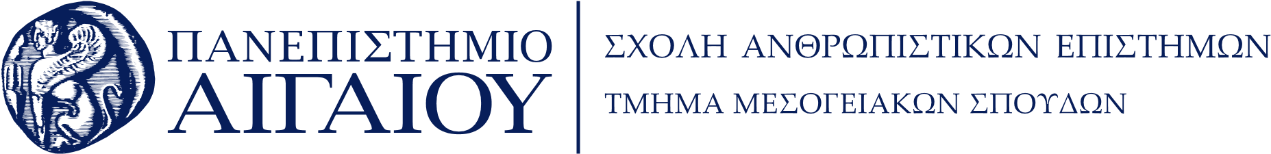 ΠΑΝΕΠΙΣΤΗΜΙΟ
ΑΙΓΑΙΟΥ
ΣΧΟΛΗ ΑΝΘΡΩΠΙΣΤΙΚΩΝ ΕΠΙΣΤΗΜΩΝ
ΤΜΗΜΑ ΜΕΣΟΓΕΙΑΚΩΝ ΣΠΟΥΔΩΝ